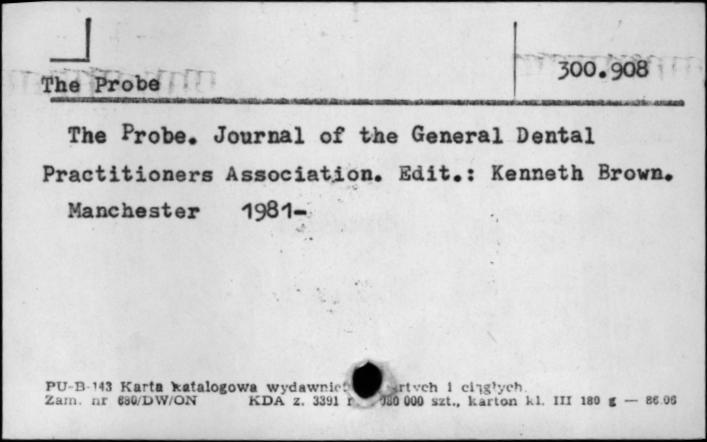 The Probe
300.908
The Probe. Journal of the General Dental
Practitioners Association. Edit.: Kenneth Brown.
Manchester 1981-
PU-B-143 Karta katalogowa i ciągłych.
Zam. nr 680/DW/ON KDA z. 3391 000 szt., karton kl. III 180 g — 86.06